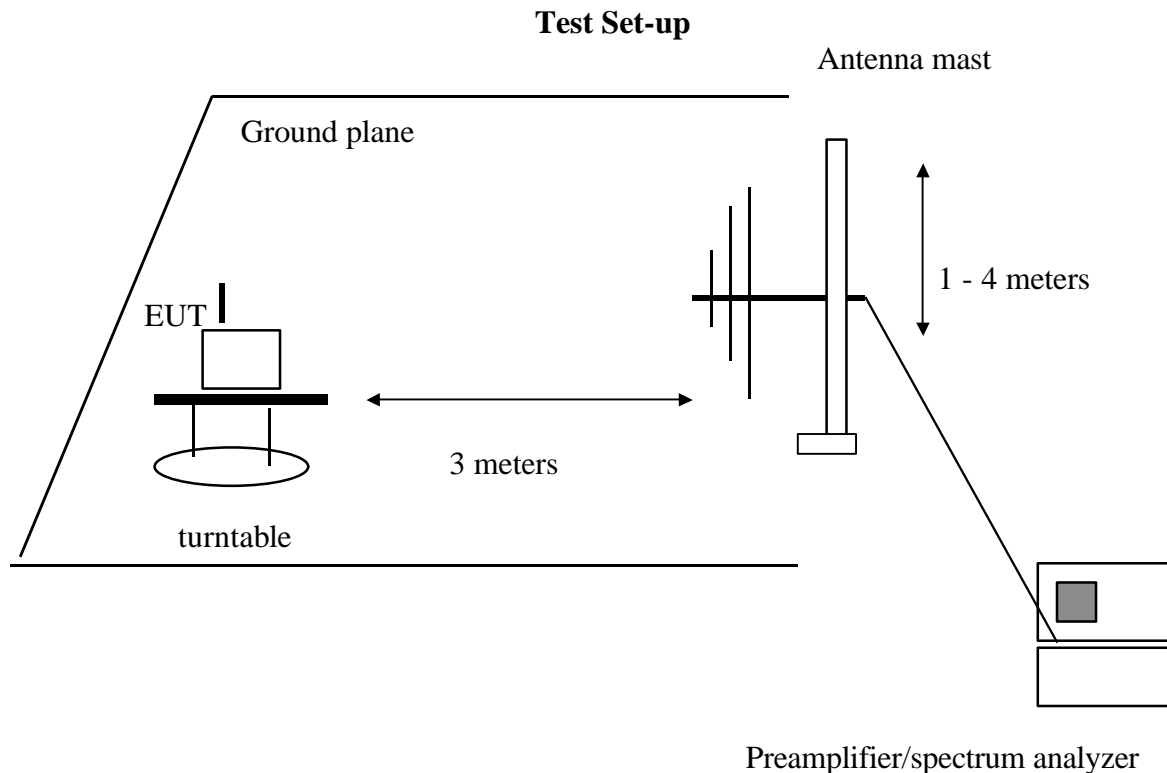 Test Set-up
Antenna mast
Ground plane
1 - 4 meters
EUT
3 meters
turntable
Preamplifier/spectrum analyzer